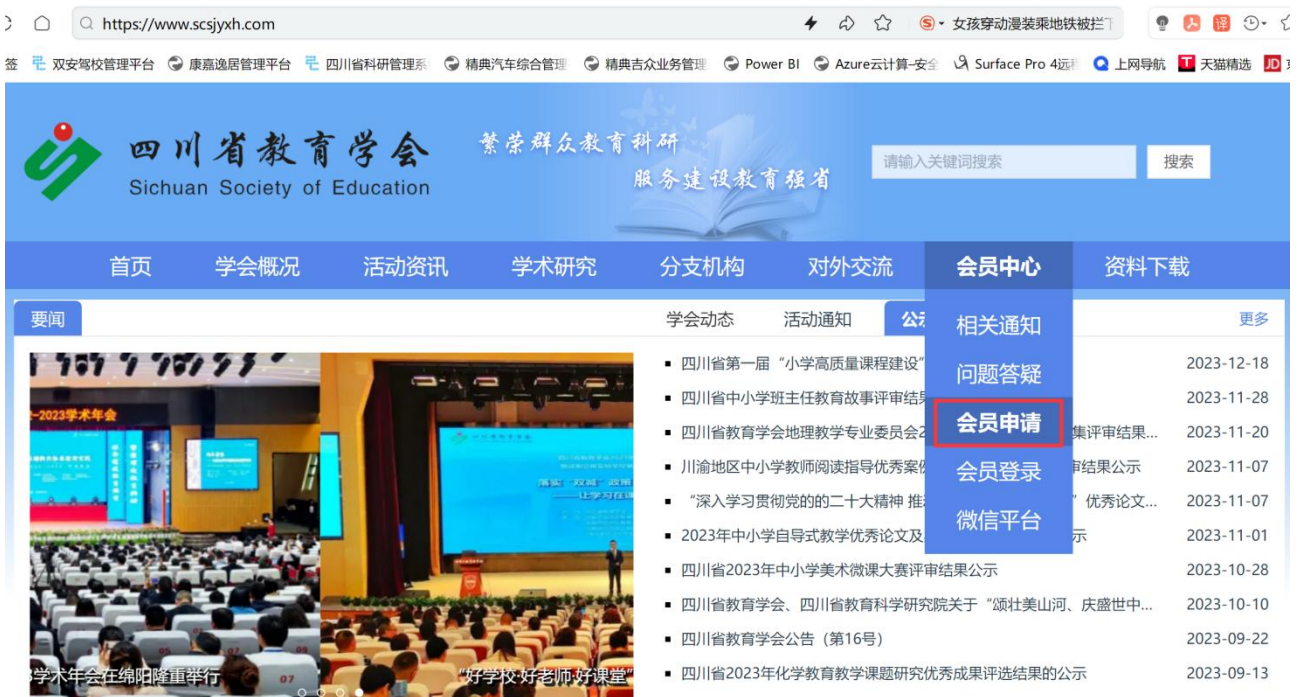 https://www.scsjyxh.com
女孩穿动漫装乘地铁被拦下
译
签 双安驾校管理平台 康嘉逸居管理平台 四川省科研管理系 精典汽车综合管理 精典吉众业务管理 Power BI Azure云计算–安全 Surface Pro 4远 上网导航 天猫精选 JD
四川省教育学会
Sichuan Society of Education
繁荣群众教育科研
服务建设教育强省
请输入关键词搜索
搜索
首页 学会概况 活动资讯 学术研究 分支机构 对外交流 会员中心 资料下载
相关通知
问题答疑
会员申请
会员登录
微信平台
要闻
-2023学术年会
学术年会在绵阳隆重举行
“好学校·好老师·好课堂”
学会动态 活动通知 公示 更多
四川省第一届“小学高质量课程建设” 2023-12-18
四川省中小学班主任教育故事评审结果 2023-11-28
四川省教育学会地理教学专业委员会2 集评审结果... 2023-11-20
川渝地区中小学教师阅读指导优秀案例 审结果公示 2023-11-07
“深入学习贯彻党的的二十大精神 推 ”优秀论文... 2023-11-07
2023年中小学自导式教学优秀论文及 示 2023-11-01
四川省2023年中小学美术微课大赛评审结果公示 2023-10-28
四川省教育学会、四川省教育科学研究院关于“颂壮美山河、庆盛世中... 2023-10-10
四川省教育学会公告（第16号） 2023-09-22
四川省2023年化学教育教学课题研究优秀成果评选结果的公示 2023-09-13